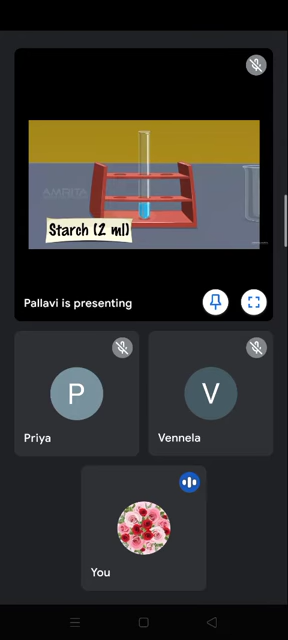 AMRITA
Starch (2 ml)
Pallavi is presenting
P
V
Priya
Vennela
You